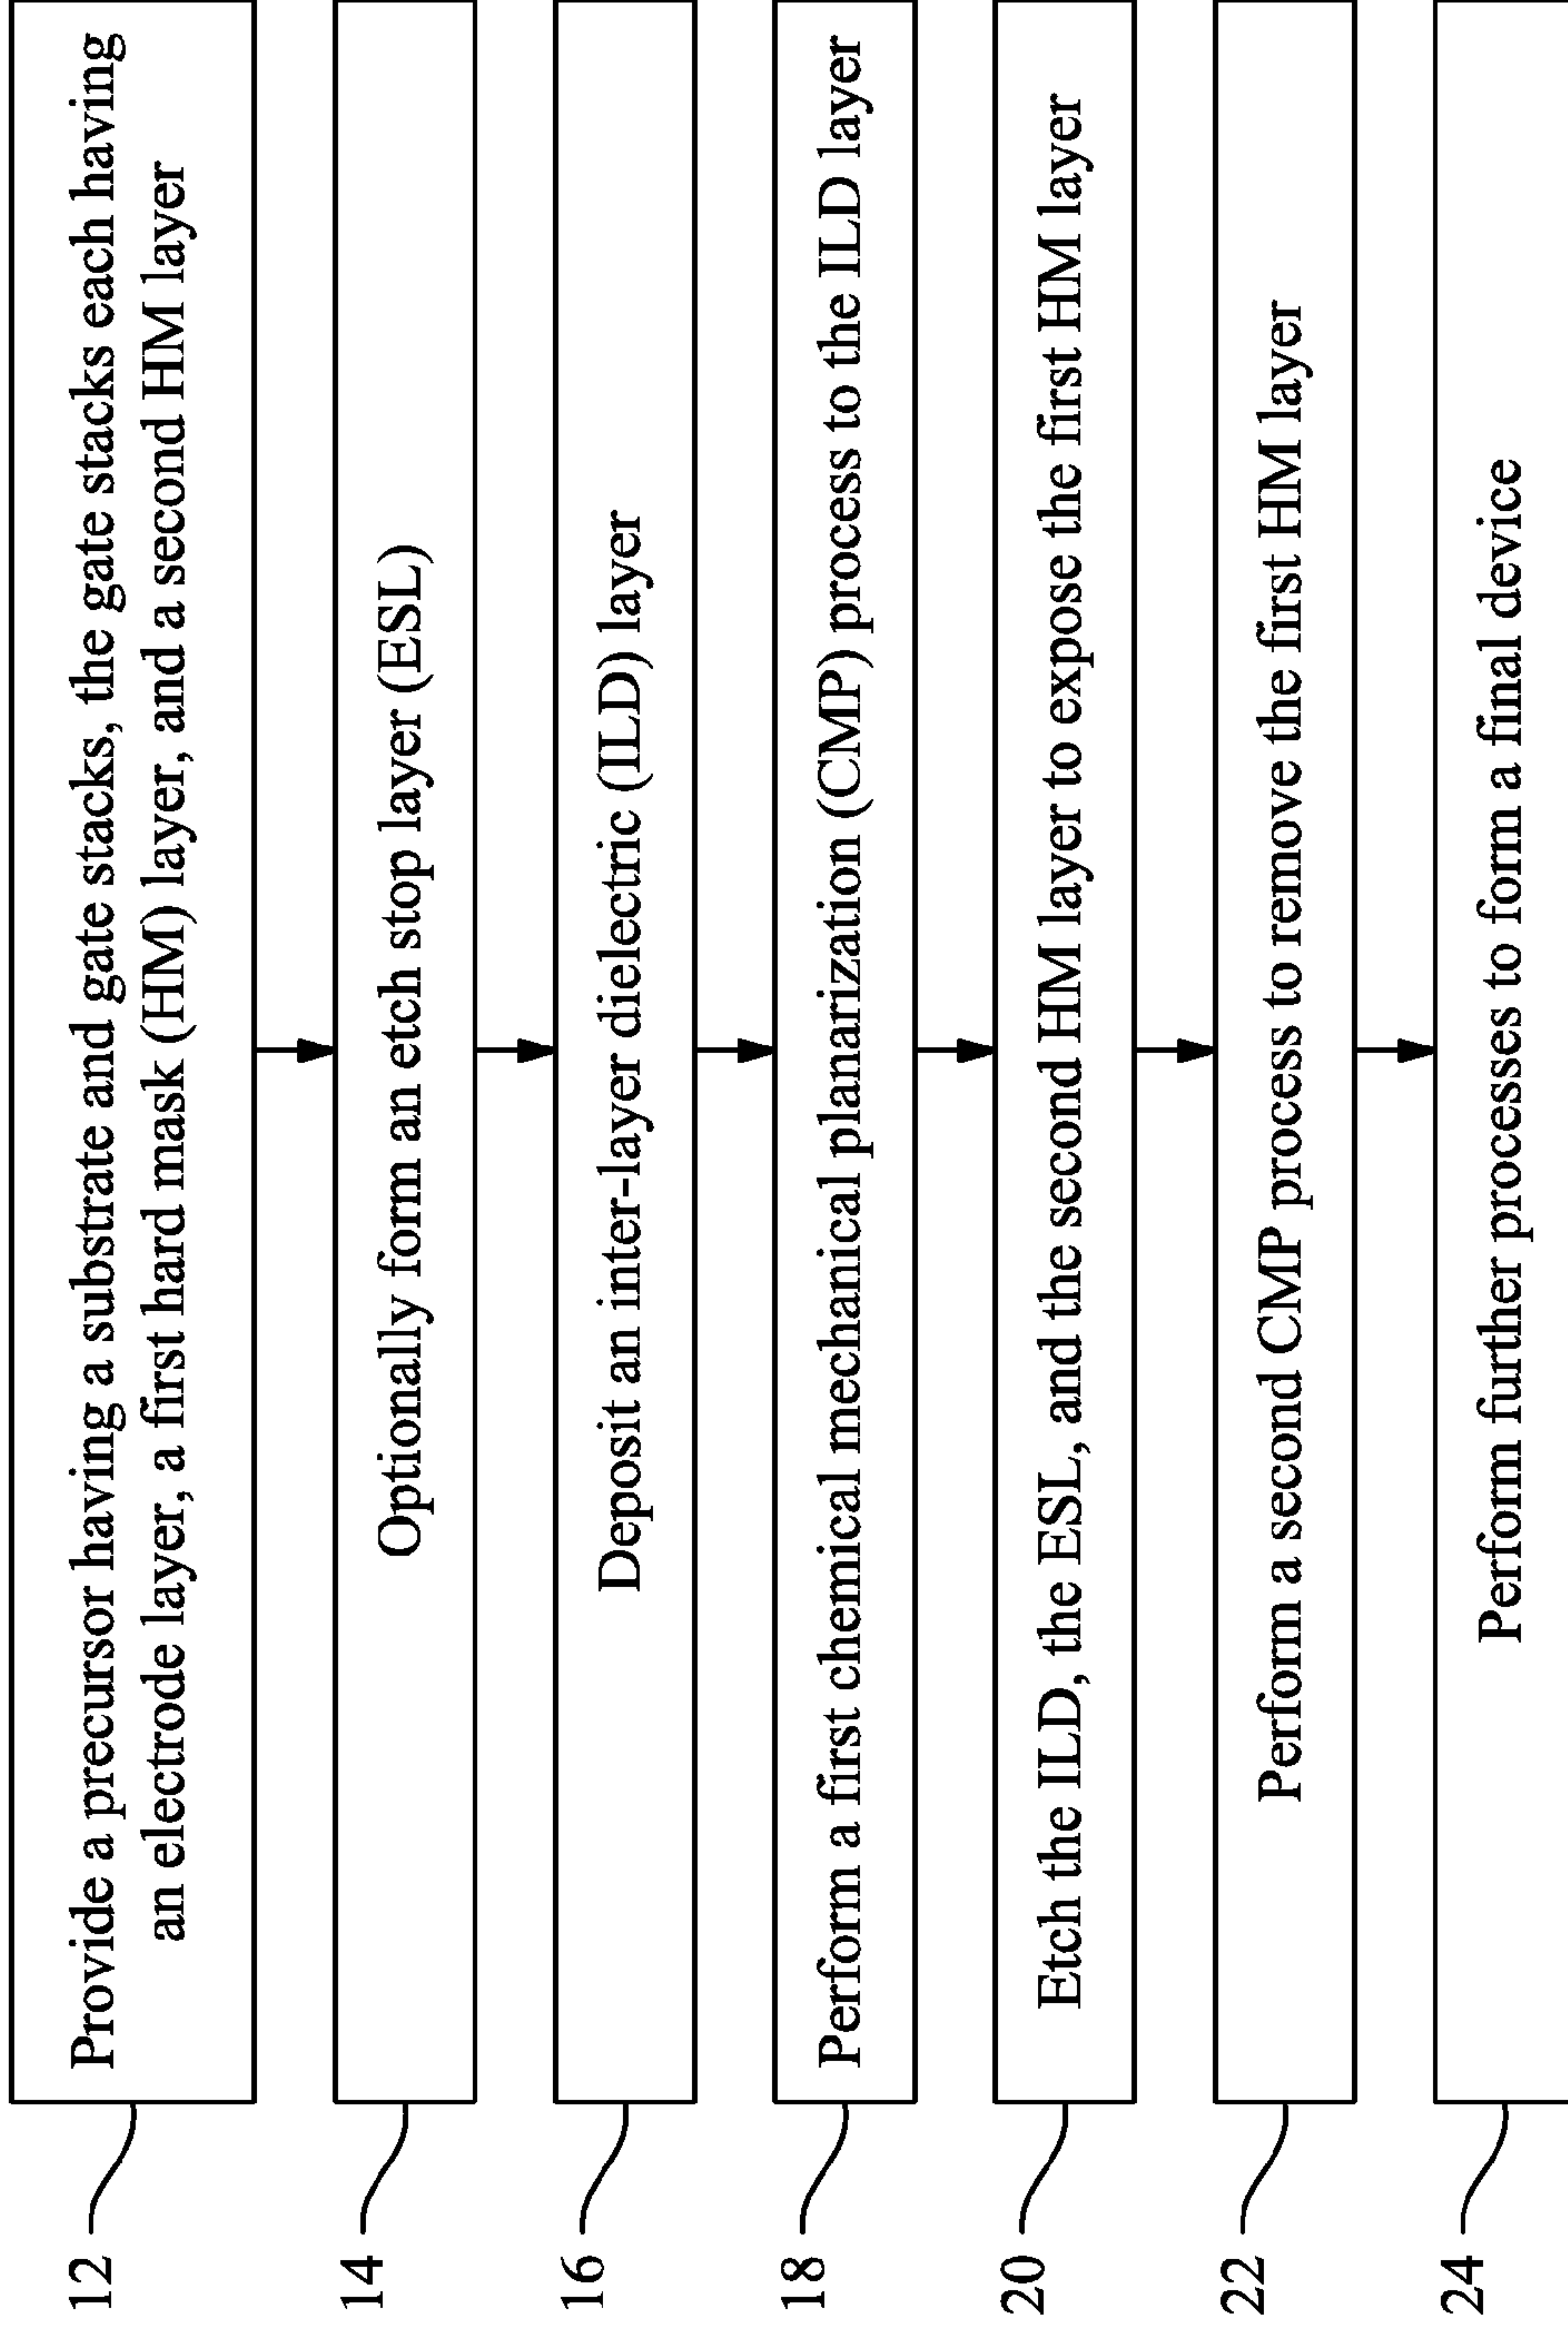 12
Provide a precursor having a substrate and gate stacks, the gate stacks each having
an electrode layer, a first hard mask (HM) layer, and a second HM layer
14
Optionally form an etch stop layer (ESL)
16
Deposit an inter-layer dielectric (ILD) layer
18
Perform a first chemical mechanical planarization (CMP) process to the ILD layer
20
Etch the ILD, the ESL, and the second HM layer to expose the first HM layer
22
Perform a second CMP process to remove the first HM layer
24
Perform further processes to form a final device